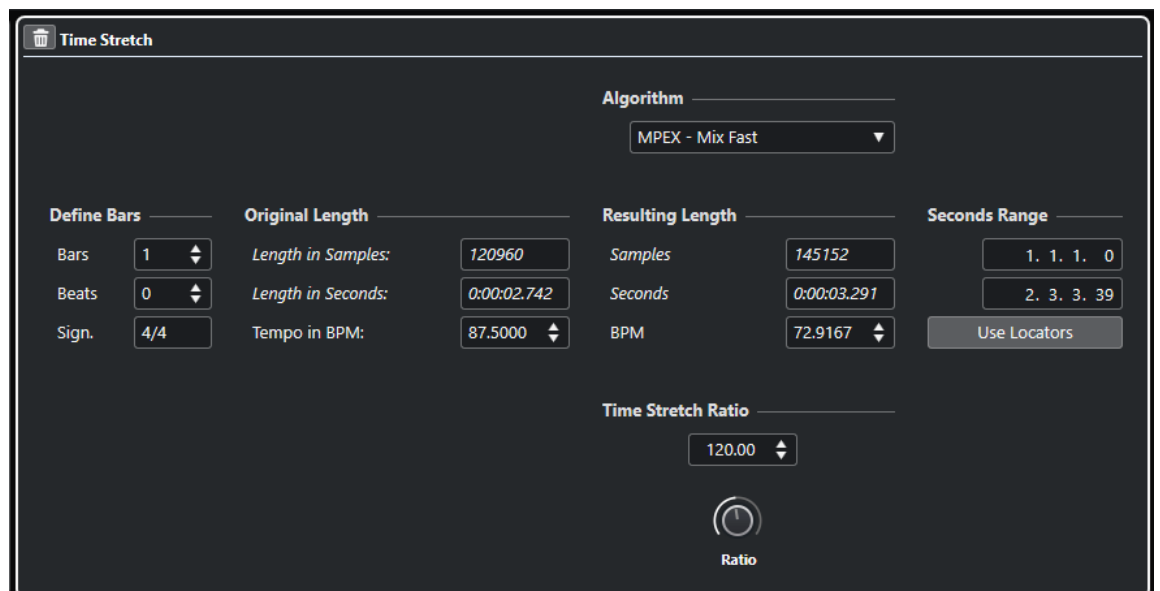 Time Stretch
Algorithm
MPEX - Mix Fast
Define Bars
Bars 1
Beats 0
Sign. 4/4
Original Length
Length in Samples: 120960
Length in Seconds: 0:00:02.742
Tempo in BPM: 87.5000
Resulting Length
Samples 145152
Seconds 0:00:03.291
BPM 72.9167
Seconds Range
1. 1. 1. 0
2. 3. 3. 39
Use Locators
Time Stretch Ratio
120.00
Ratio